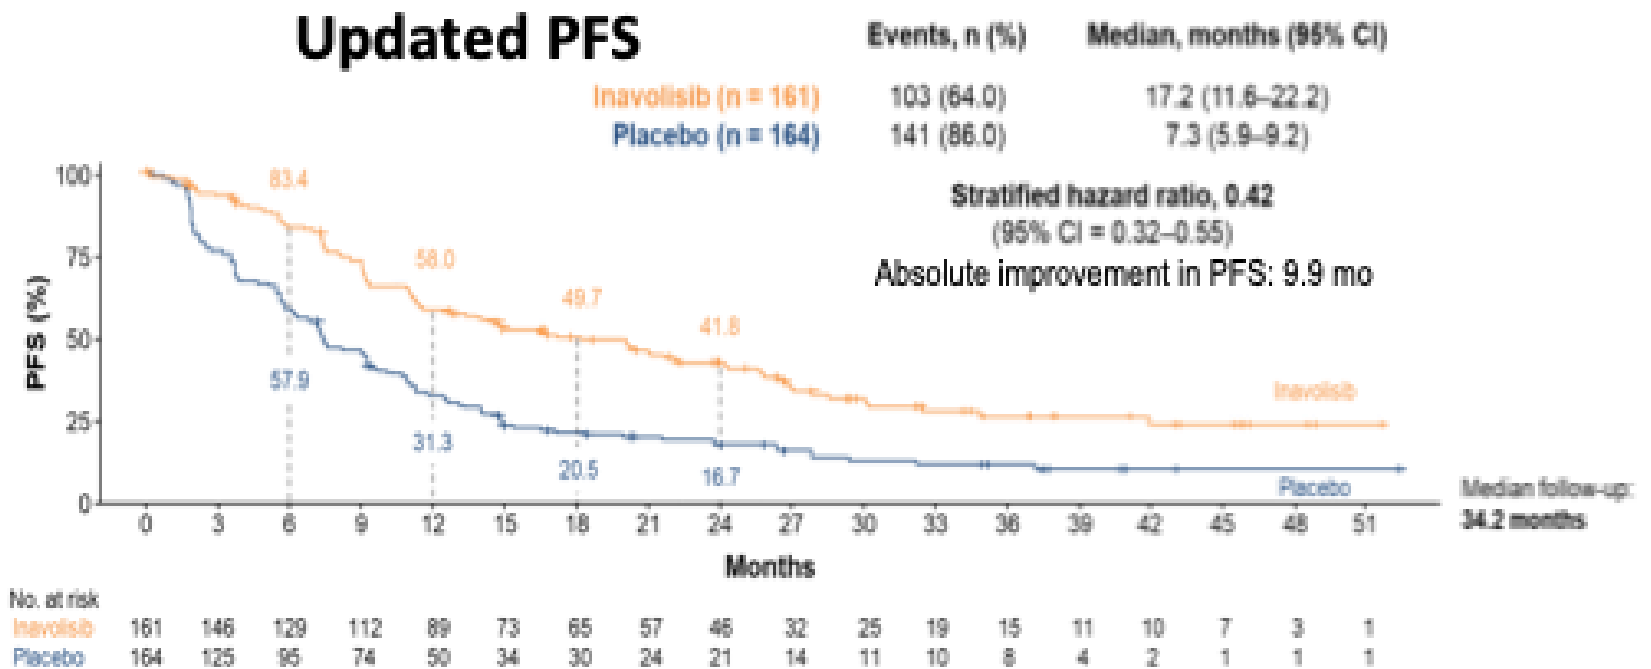 Updated PFS
Events, n (%) Median, months (95% CI)
Inavolisib (n = 161) 103 (64.0) 17.2 (11.6–22.2)
Placebo (n = 164) 141 (86.0) 7.3 (5.9–9.2)
Stratified hazard ratio, 0.42
(95% CI = 0.32–0.55)
Absolute improvement in PFS: 9.9 mo
PFS (%)
100
75
50
25
0
83.4
58.0
49.7
41.8
57.9
31.3
20.5
16.7
Inavolisib
Placebo
0 3 6 9 12 15 18 21 24 27 30 33 36 39 42 45 48 51
Months
Median follow-up:
34.2 months
No. at risk
Inavolisib 161 146 129 112 89 73 65 57 46 32 25 19 15 11 10 7 3 1
Placebo 164 125 95 74 50 34 30 24 21 14 11 10 8 4 2 1 1 1